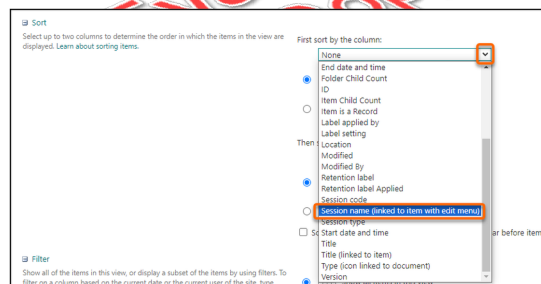 Sort
Select up to two columns to determine the order in which the items in the view are
displayed. Learn about sorting items.
First sort by the column:
None
End date and time
Folder Child Count
ID
Item Child Count
Item is a Record
Label applied by
Label setting
Location
Modified
Modified By
Retention label
Retention label Applied
Session code
Session name (linked to item with edit menu)
Session type
Start date and time
Title
Title (linked to item)
Type (icon linked to document)
Version
Then
ar before item
Filter
Show all of the items in this view, or display a subset of the items by using filters. To
filter on a column based on the current date or the current user of the site, type